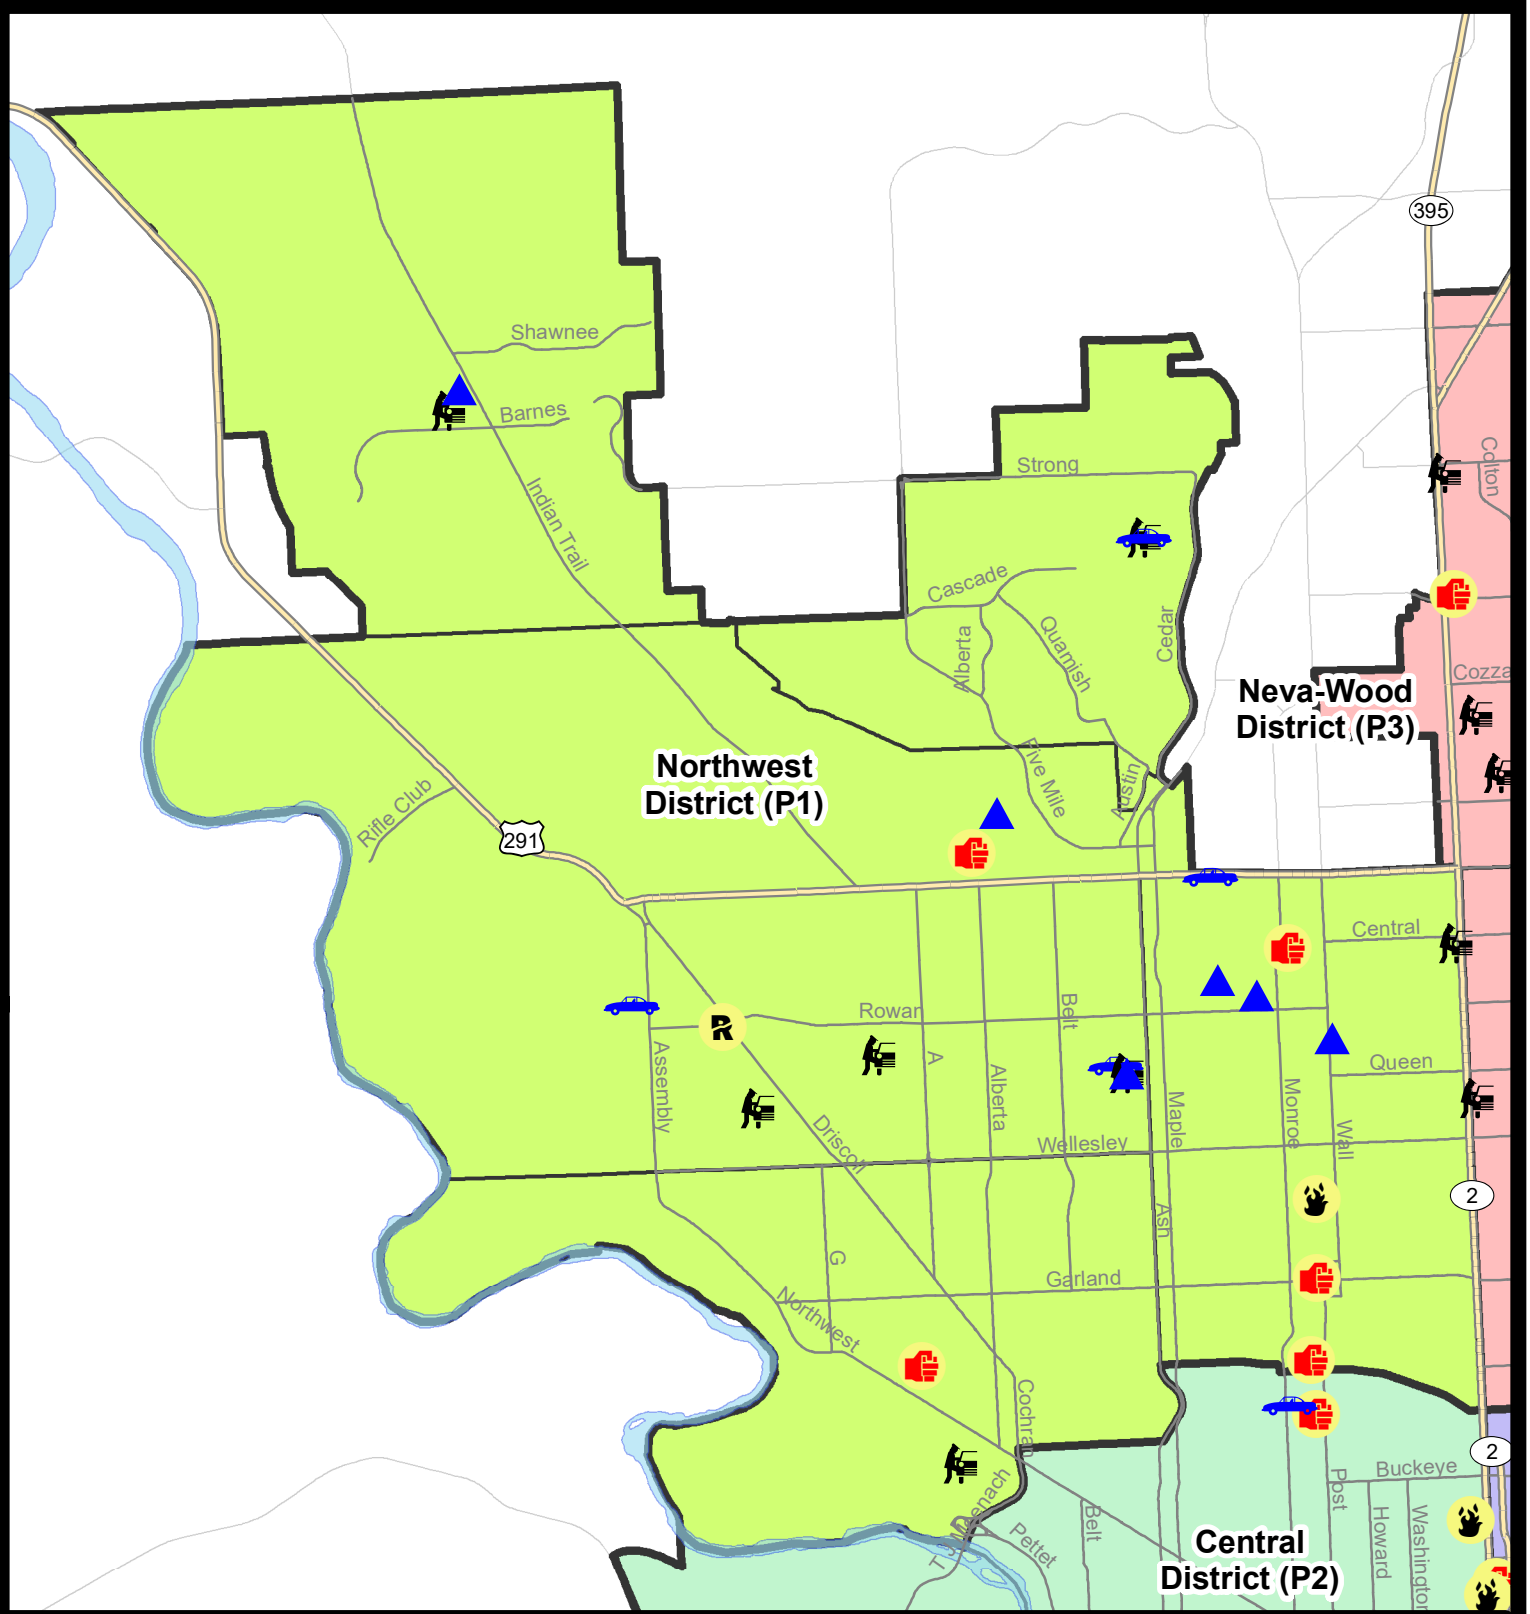 395
Shawnee
Barnes
Colton
Strong
Indian Trail
Cascade
Alberta
Quamish
Cedar
Cozza
Neva-Wood
District (P3)
Northwest
District (P1)
Five Mile
Austin
Rifle Club
291
Central
Rowan
Belt
A
Assembly
Alberta
Queen
Maple
Monroe
Wall
Driscoll
Wellesley
2
Ash
G
Garland
Northwest
Cochran
2
Buckeye
Post
Howard
Washington
Belt
T J Meenach
Pettet
Central
District (P2)
R